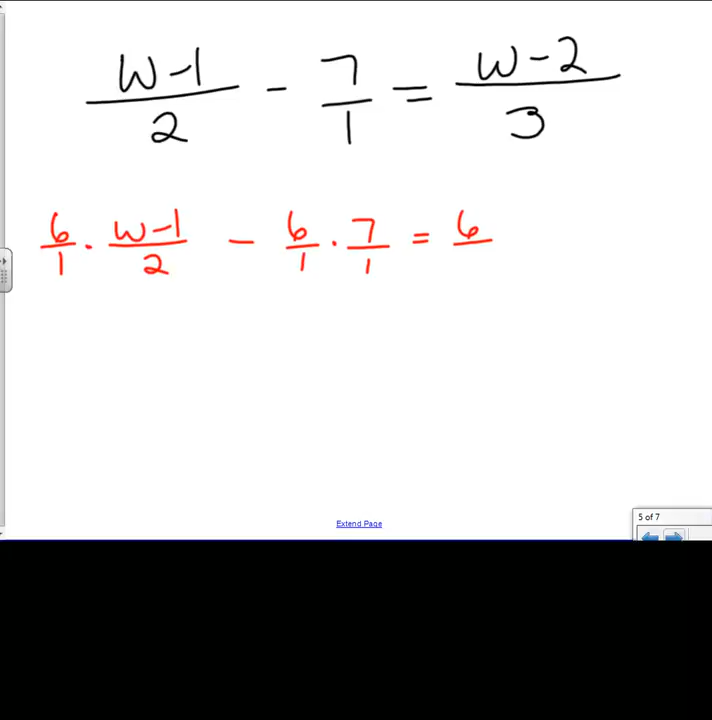 w-1/2 - 7/1 = w-2/3
6/1 · w-1/2 - 6/1 · 7/1 = 6/
Extend Page
5 of 7